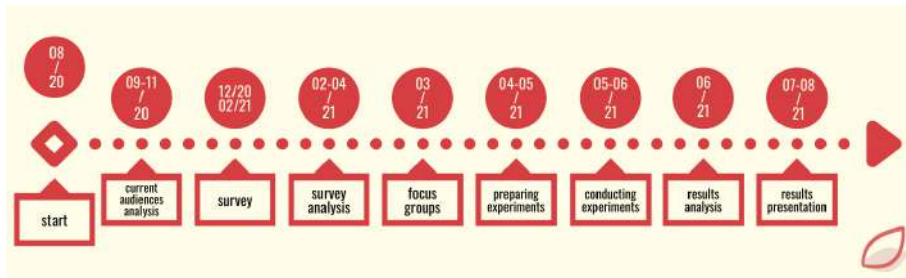 08
/
20
09-11
/
20
12/20
02/21
02-04
/
21
03
/
21
04-05
/
21
05-06
/
21
06
/
21
07-08
/
21
start
current
audiences
analysis
survey
survey
analysis
focus
groups
preparing
experiments
conducting
experiments
results
analysis
results
presentation